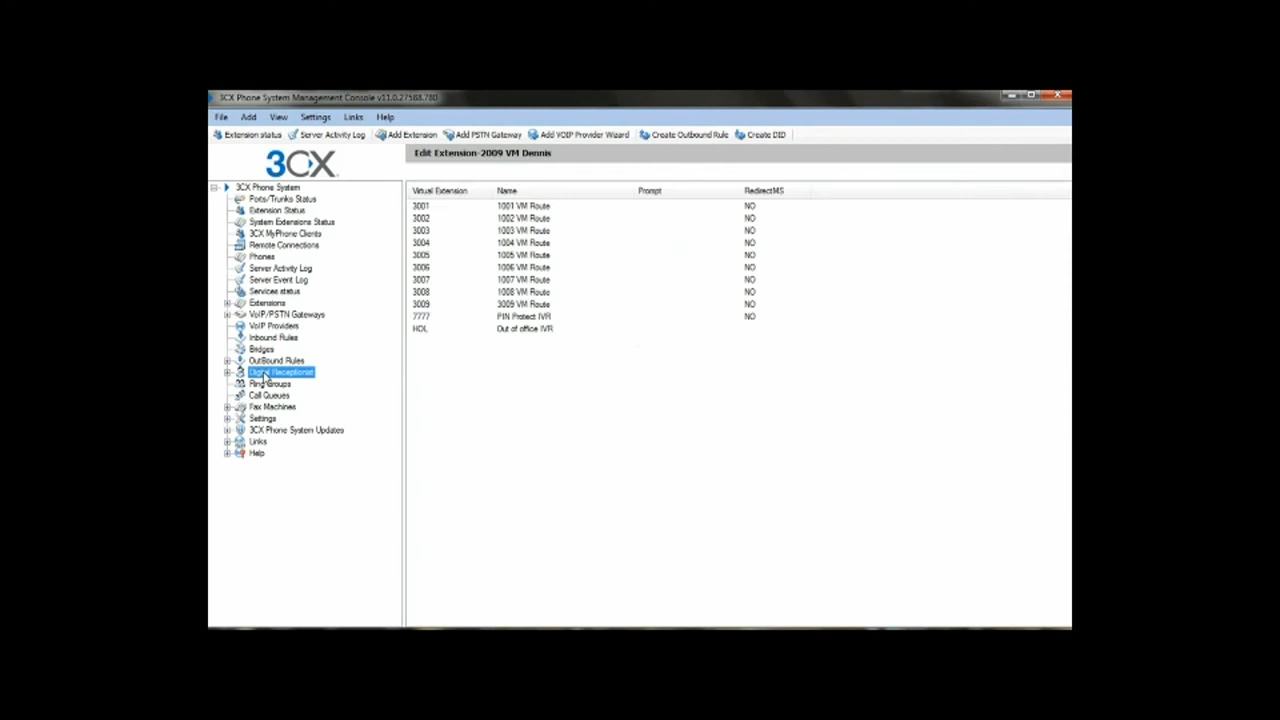 3CX Phone System Management Console v11.0.27568.780
File Add View Settings Links Help
Extension status Server Activity Log Add Extension Add PSTN Gateway Add VOIP Provider Wizard Create Outbound Rule Create DID
3CX
Edit Extension-2009 VM Dennis
3CX Phone System
Ports/Trunks Status
Extension Status
System Extensions Status
3CX MyPhone Clients
Remote Connections
Phones
Server Activity Log
Server Event Log
Services status
Extensions
VoIP/PSTN Gateways
VoIP Providers
Inbound Rules
Bridges
OutBound Rules
Digital Receptionist
Ring Groups
Call Queues
Fax Machines
Settings
3CX Phone System Updates
Links
Help
Virtual Extension Name Prompt RedirectMS
3001 1001 VM Route NO
3002 1002 VM Route NO
3003 1003 VM Route NO
3004 1004 VM Route NO
3005 1005 VM Route NO
3006 1006 VM Route NO
3007 1007 VM Route NO
3008 1008 VM Route NO
3009 3009 VM Route NO
7777 PIN Protect IVR NO
HOL Out of office IVR